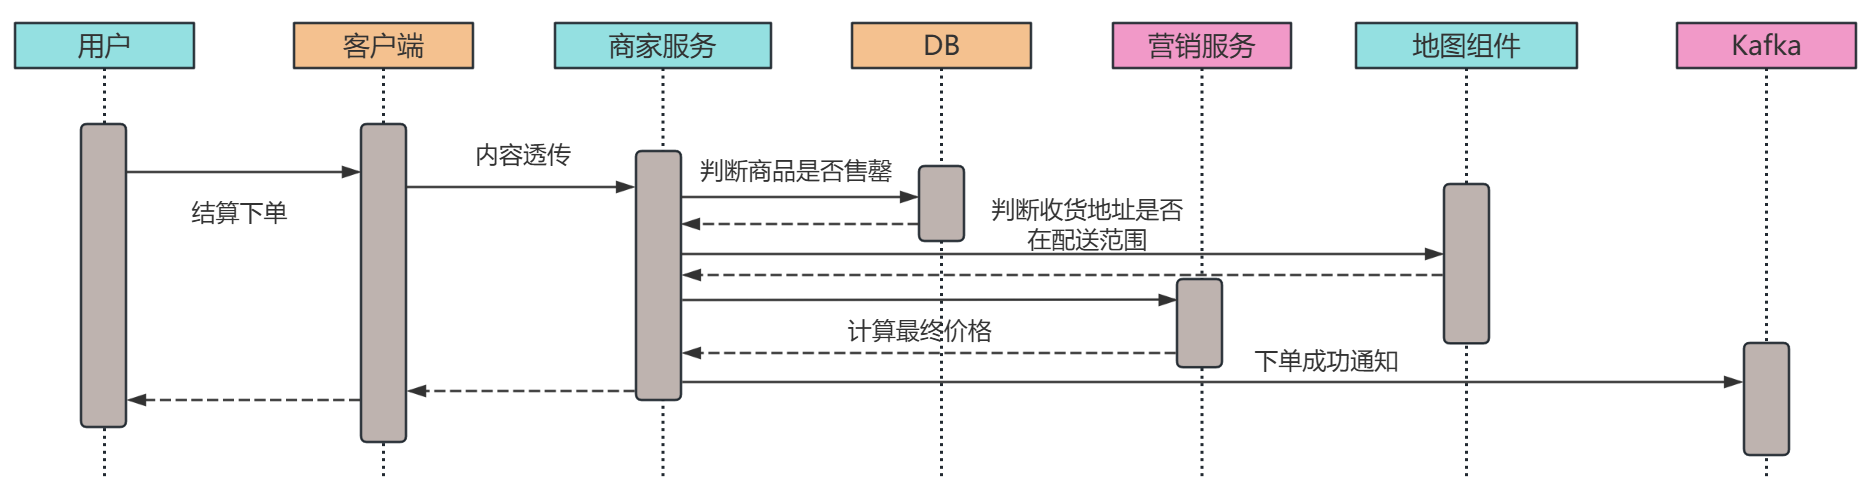 用户
客户端
商家服务
DB
营销服务
地图组件
Kafka
内容透传
判断商品是否售罄
结算下单
判断收货地址是否
在配送范围
计算最终价格
下单成功通知